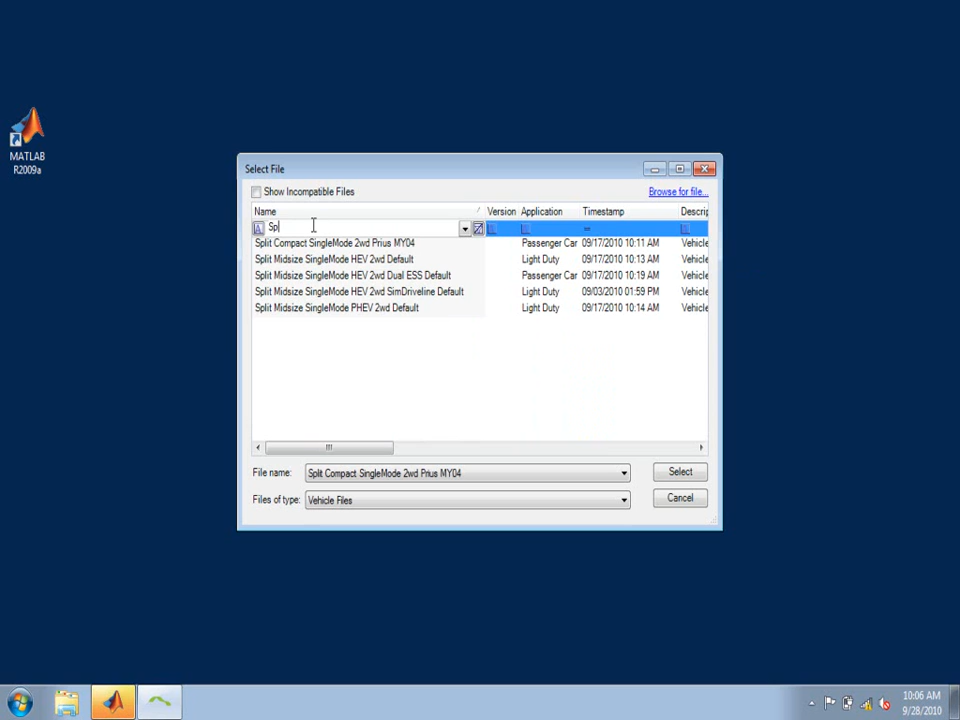 MATLAB
R2009a
Select File
Show Incompatible Files
Browse for file...
Name Version Application Timestamp Descrip
A Spl =
Split Compact SingleMode 2wd Prius MY04 Passenger Car 09/17/2010 10:11 AM Vehicle
Split Midsize SingleMode HEV 2wd Default Light Duty 09/17/2010 10:13 AM Vehicle
Split Midsize SingleMode HEV 2wd Dual ESS Default Passenger Car 09/17/2010 10:19 AM Vehicle
Split Midsize SingleMode HEV 2wd SimDriveline Default Light Duty 09/03/2010 01:59 PM Vehicle
Split Midsize SingleMode PHEV 2wd Default Light Duty 09/17/2010 10:14 AM Vehicle
File name: Split Compact SingleMode 2wd Prius MY04 Select
Files of type: Vehicle Files Cancel
10:06 AM
9/28/2010